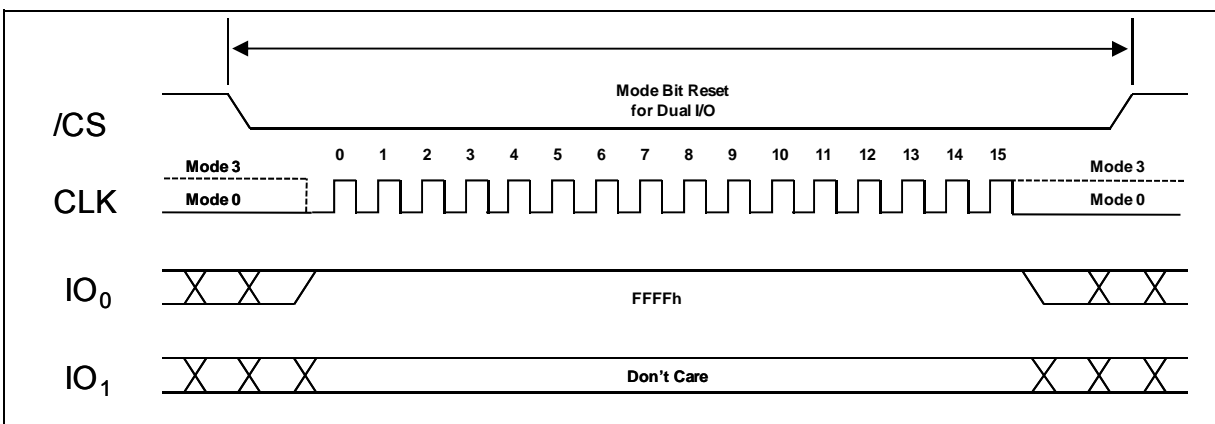 Mode Bit Reset
for Dual I/O
/CS
0 1 2 3 4 5 6 7 8 9 10 11 12 13 14 15
Mode 3 Mode 3
CLK Mode 0 Mode 0
IO0 FFFFh
IO1 Don't Care